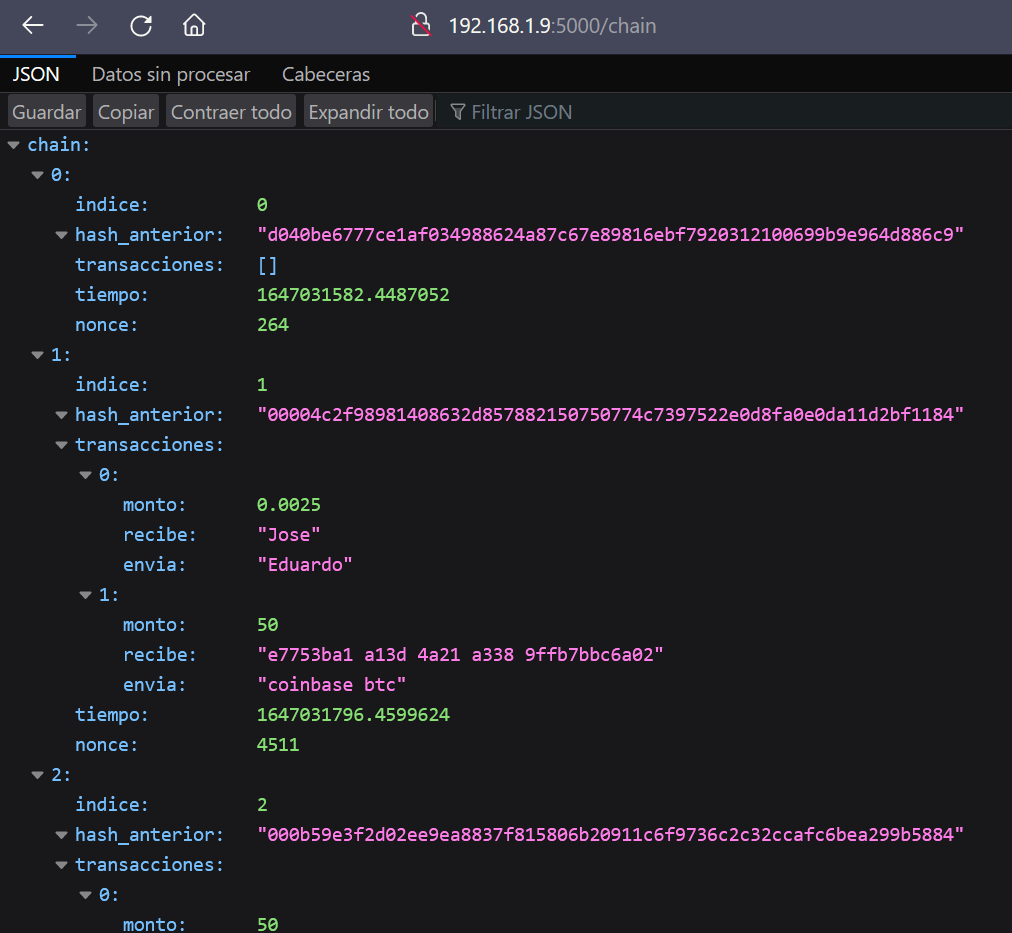 192.168.1.9:5000/chain
JSON Datos sin procesar Cabeceras
Guardar Copiar Contraer todo Expandir todo Filtrar JSON
chain:
0:
indice: 0
hash_anterior: "d040be6777ce1af034988624a87c67e89816ebf7920312100699b9e964d886c9"
transacciones: []
tiempo: 1647031582.4487052
nonce: 264
1:
indice: 1
hash_anterior: "00004c2f98981408632d857882150750774c7397522e0d8fa0e0da11d2bf1184"
transacciones:
0:
monto: 0.0025
recibe: "Jose"
envia: "Eduardo"
1:
monto: 50
recibe: "e7753ba1 a13d 4a21 a338 9ffb7bbc6a02"
envia: "coinbase btc"
tiempo: 1647031796.4599624
nonce: 4511
2:
indice: 2
hash_anterior: "000b59e3f2d02ee9ea8837f815806b20911c6f9736c2c32ccafc6bea299b5884"
transacciones:
0:
monto: 50